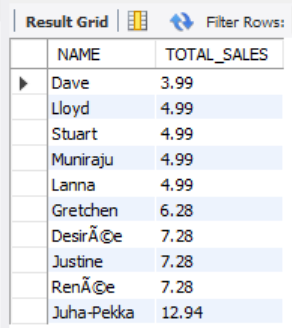 Result Grid Filter Rows:
NAME TOTAL_SALES
Dave 3.99
Lloyd 4.99
Stuart 4.99
Muniraju 4.99
Lanna 4.99
Gretchen 6.28
DesirÃ©e 7.28
Justine 7.28
RenÃ©e 7.28
Juha-Pekka 12.94